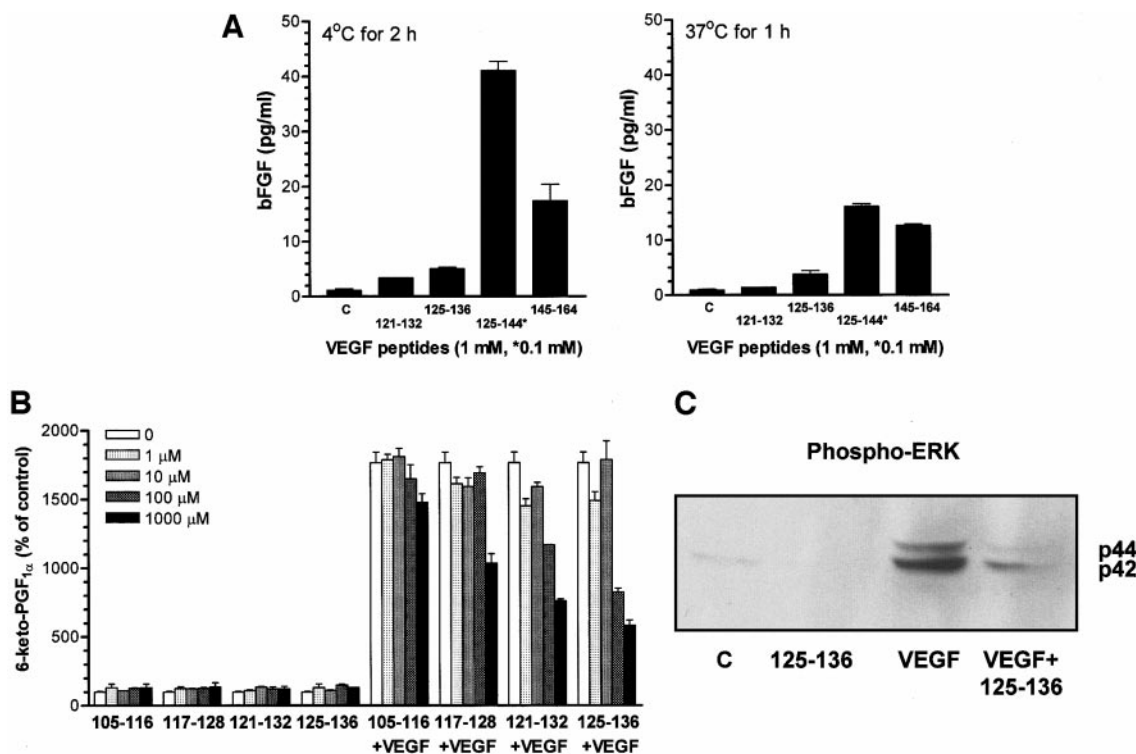 A
4°C for 2 h
bFGF (pg/ml)
50
40
30
20
10
0
C
121-132
125-136
125-144*
145-164
VEGF peptides (1 mM, *0.1 mM)
37°C for 1 h
bFGF (pg/ml)
50
40
30
20
10
0
C
121-132
125-136
125-144*
145-164
VEGF peptides (1 mM, *0.1 mM)
B
6-keto-PGF1α (% of control)
2000
1500
1000
500
0
0
1 μM
10 μM
100 μM
1000 μM
105-116 117-128 121-132 125-136 105-116 117-128 121-132 125-136
+VEGF +VEGF +VEGF +VEGF
C
Phospho-ERK
p44
p42
C 125-136 VEGF VEGF+
125-136